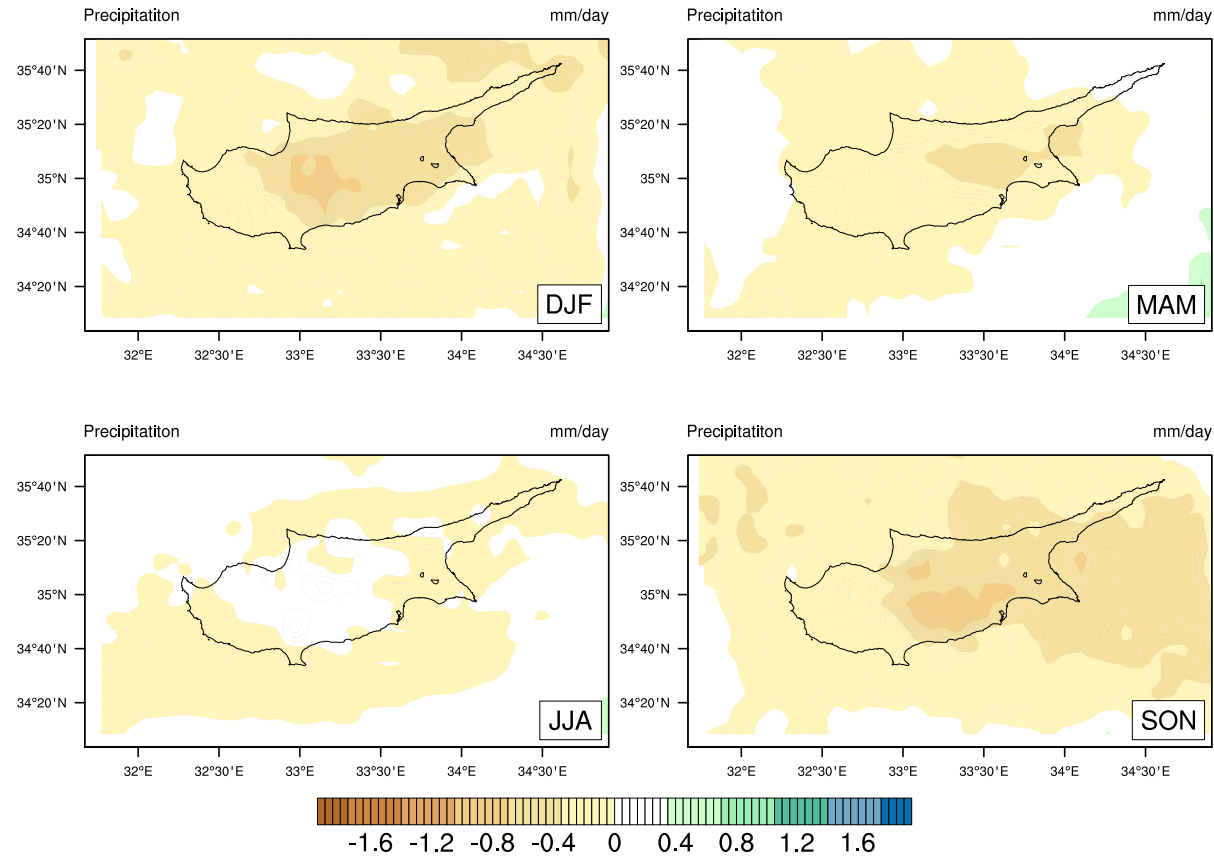 Precipitatiton mm/day
35°40'N
35°20'N
35°N
34°40'N
34°20'N
DJF
32°E 32°30'E 33°E 33°30'E 34°E 34°30'E
Precipitatiton mm/day
35°40'N
35°20'N
35°N
34°40'N
34°20'N
MAM
32°E 32°30'E 33°E 33°30'E 34°E 34°30'E
Precipitatiton mm/day
35°40'N
35°20'N
35°N
34°40'N
34°20'N
JJA
32°E 32°30'E 33°E 33°30'E 34°E 34°30'E
Precipitatiton mm/day
35°40'N
35°20'N
35°N
34°40'N
34°20'N
SON
32°E 32°30'E 33°E 33°30'E 34°E 34°30'E
-1.6 -1.2 -0.8 -0.4 0 0.4 0.8 1.2 1.6